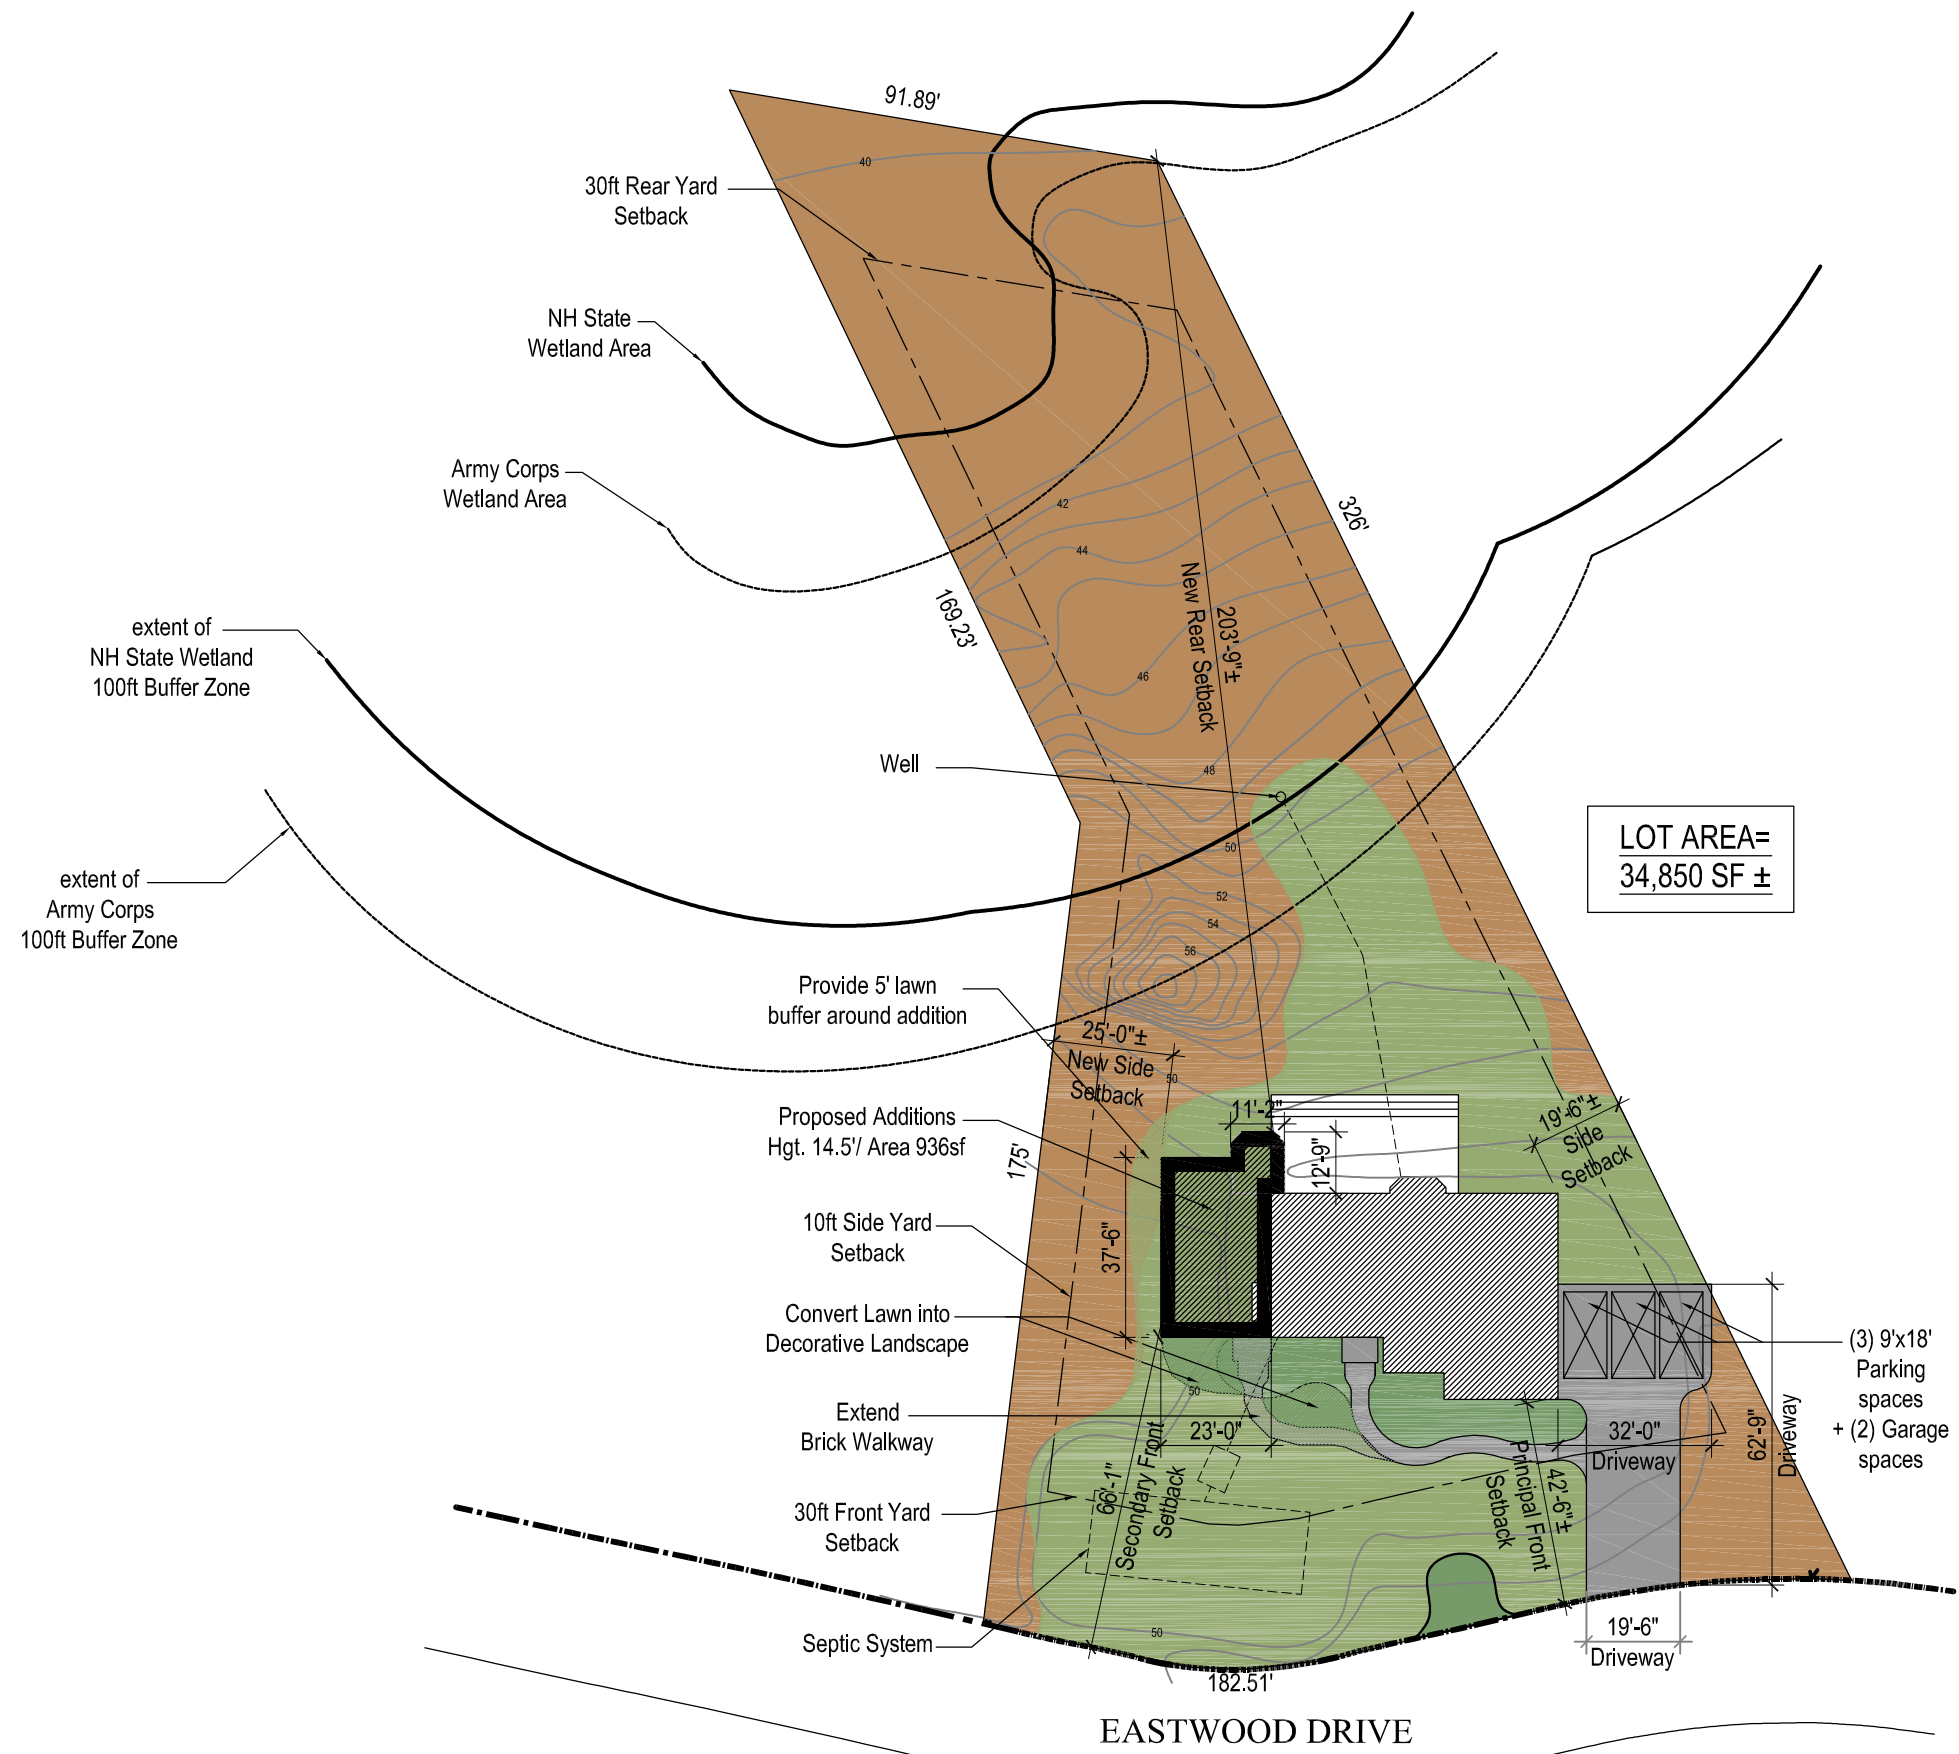 91.89'
40
30ft Rear Yard
Setback
NH State
Wetland Area
Army Corps
Wetland Area
42
44
326'
169.23'
203'-9"±
New Rear Setback
extent of
NH State Wetland
100ft Buffer Zone
46
Well
48
50
52
54
56
LOT AREA=
34,850 SF ±
extent of
Army Corps
100ft Buffer Zone
Provide 5' lawn
buffer around addition
25'-0"±
New Side
Setback
50
Proposed Additions
Hgt. 14.5'/ Area 936sf
11'-2"
12'-9"
19'-6"±
Side
Setback
175'
10ft Side Yard
Setback
37'-6"
Convert Lawn into
Decorative Landscape
50
(3) 9'x18'
Parking
spaces
+ (2) Garage
spaces
Extend
Brick Walkway
23'-0"
32'-0"
Driveway
62'-9"
Driveway
66'-1"
Secondary Front
Setback
42'-6"±
Principal Front
Setback
30ft Front Yard
Setback
Septic System
50
19'-6"
Driveway
182.51'
EASTWOOD DRIVE